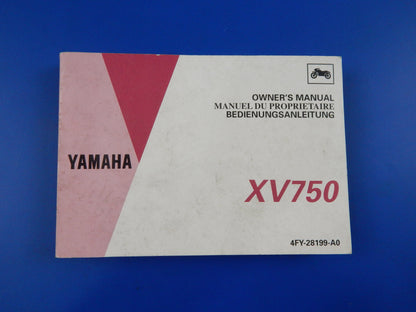 OWNER'S MANUAL
MANUEL DU PROPRIETAIRE
BEDIENUNGSANLEITUNG
YAMAHA
XV750
4FY-28199-A0